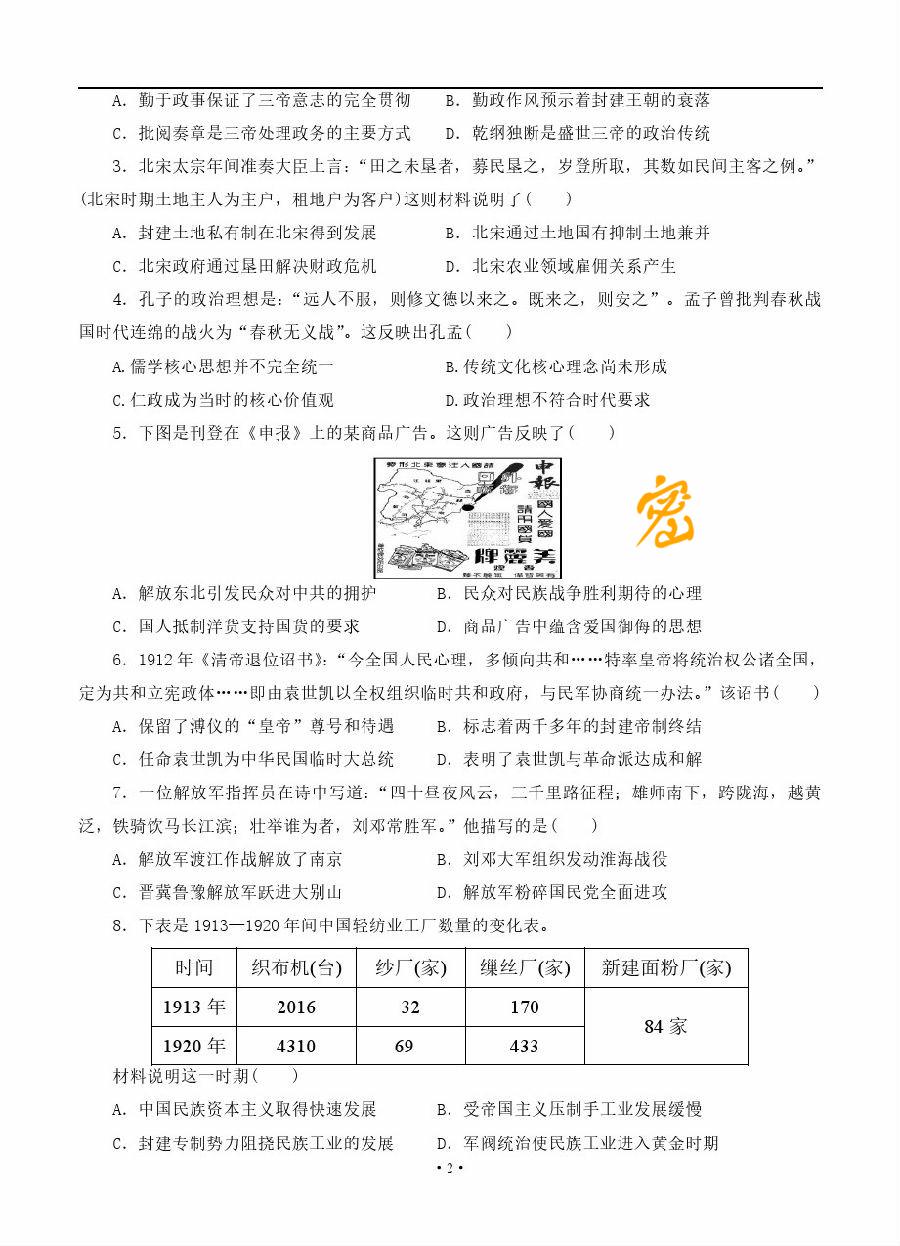 A. 勤于政事保证了三帝意志的完全贯彻 B. 勤政作风预示着封建王朝的衰落
C. 批阅奏章是三帝处理政务的主要方式 D. 乾纲独断是盛世三帝的政治传统
3. 北宋太宗年间准奏大臣上言：“田之未垦者，募民垦之，岁登所取，其数如民间主客之例。”
(北宋时期土地主人为主户，租地户为客户)这则材料说明了( )
A. 封建土地私有制在北宋得到发展 B. 北宋通过土地国有抑制土地兼并
C. 北宋政府通过垦田解决财政危机 D. 北宋农业领域雇佣关系产生
4. 孔子的政治理想是：“远人不服，则修文德以来之。既来之，则安之”。孟子曾批判春秋战
国时代连绵的战火为“春秋无义战”。这反映出孔孟( )
A.儒学核心思想并不完全统一 B.传统文化核心理念尚未形成
C.仁政成为当时的核心价值观 D.政治理想不符合时代要求
5. 下图是刊登在《申报》上的某商品广告。这则广告反映了( )
請國人注意東北形勢
申報
國人愛國
請用國貨
美麗牌
香煙
密
A. 解放东北引发民众对中共的拥护 B. 民众对民族战争胜利期待的心理
C. 国人抵制洋货支持国货的要求 D. 商品广告中蕴含爱国御侮的思想
6. 1912 年《清帝退位诏书》：“今全国人民心理，多倾向共和……特率皇帝将统治权公诸全国，
定为共和立宪政体……即由袁世凯以全权组织临时共和政府，与民军协商统一办法。”该诏书( )
A. 保留了溥仪的“皇帝”尊号和待遇 B. 标志着两千多年的封建帝制终结
C. 任命袁世凯为中华民国临时大总统 D. 表明了袁世凯与革命派达成和解
7. 一位解放军指挥员在诗中写道：“四十昼夜风云，二千里路征程；雄师南下，跨陇海，越黄
泛，铁骑饮马长江滨；壮举谁为者，刘邓常胜军。”他描写的是( )
A. 解放军渡江作战解放了南京 B. 刘邓大军组织发动淮海战役
C. 晋冀鲁豫解放军跃进大别山 D. 解放军粉碎国民党全面进攻
8. 下表是 1913—1920 年间中国轻纺业工厂数量的变化表。
时间 织布机(台) 纱厂(家) 缫丝厂(家) 新建面粉厂(家)
1913 年 2016 32 170 84 家
1920 年 4310 69 433
材料说明这一时期( )
A. 中国民族资本主义取得快速发展 B. 受帝国主义压制手工业发展缓慢
C. 封建专制势力阻挠民族工业的发展 D. 军阀统治使民族工业进入黄金时期
·2·